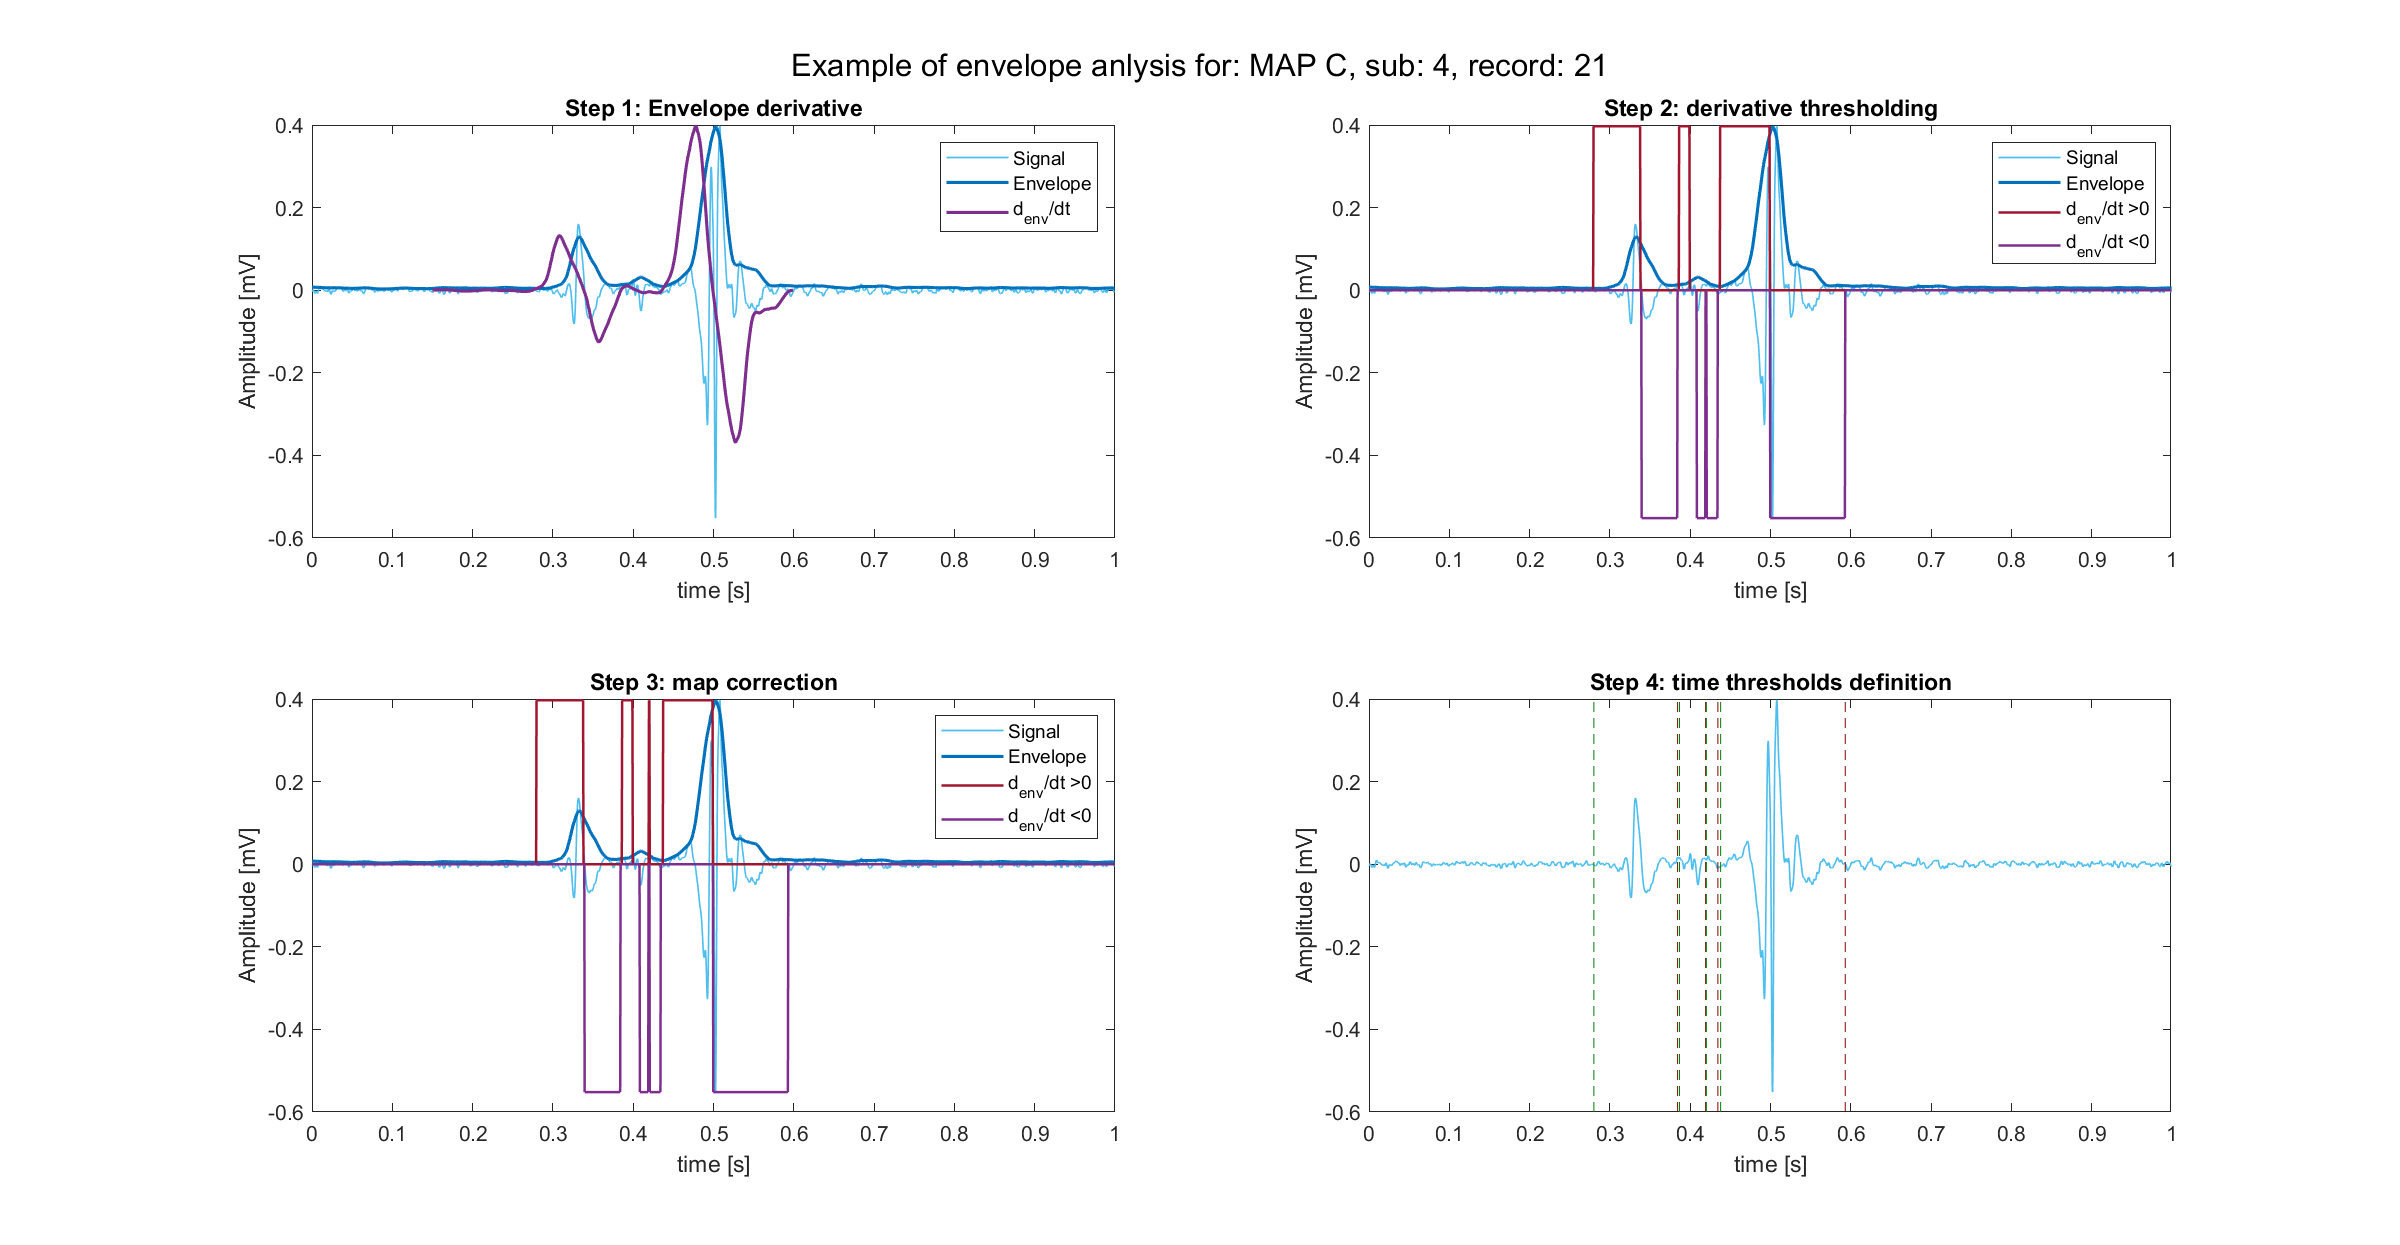 Example of envelope anlysis for: MAP C, sub: 4, record: 21
Step 1: Envelope derivative
0.4
0.2
0
-0.2
-0.4
-0.6
Amplitude [mV]
0 0.1 0.2 0.3 0.4 0.5 0.6 0.7 0.8 0.9 1
time [s]
Signal
Envelope
d_env/dt
Step 2: derivative thresholding
0.4
0.2
0
-0.2
-0.4
-0.6
Amplitude [mV]
0 0.1 0.2 0.3 0.4 0.5 0.6 0.7 0.8 0.9 1
time [s]
Signal
Envelope
d_env/dt >0
d_env/dt <0
Step 3: map correction
0.4
0.2
0
-0.2
-0.4
-0.6
Amplitude [mV]
0 0.1 0.2 0.3 0.4 0.5 0.6 0.7 0.8 0.9 1
time [s]
Signal
Envelope
d_env/dt >0
d_env/dt <0
Step 4: time thresholds definition
0.4
0.2
0
-0.2
-0.4
-0.6
Amplitude [mV]
0 0.1 0.2 0.3 0.4 0.5 0.6 0.7 0.8 0.9 1
time [s]